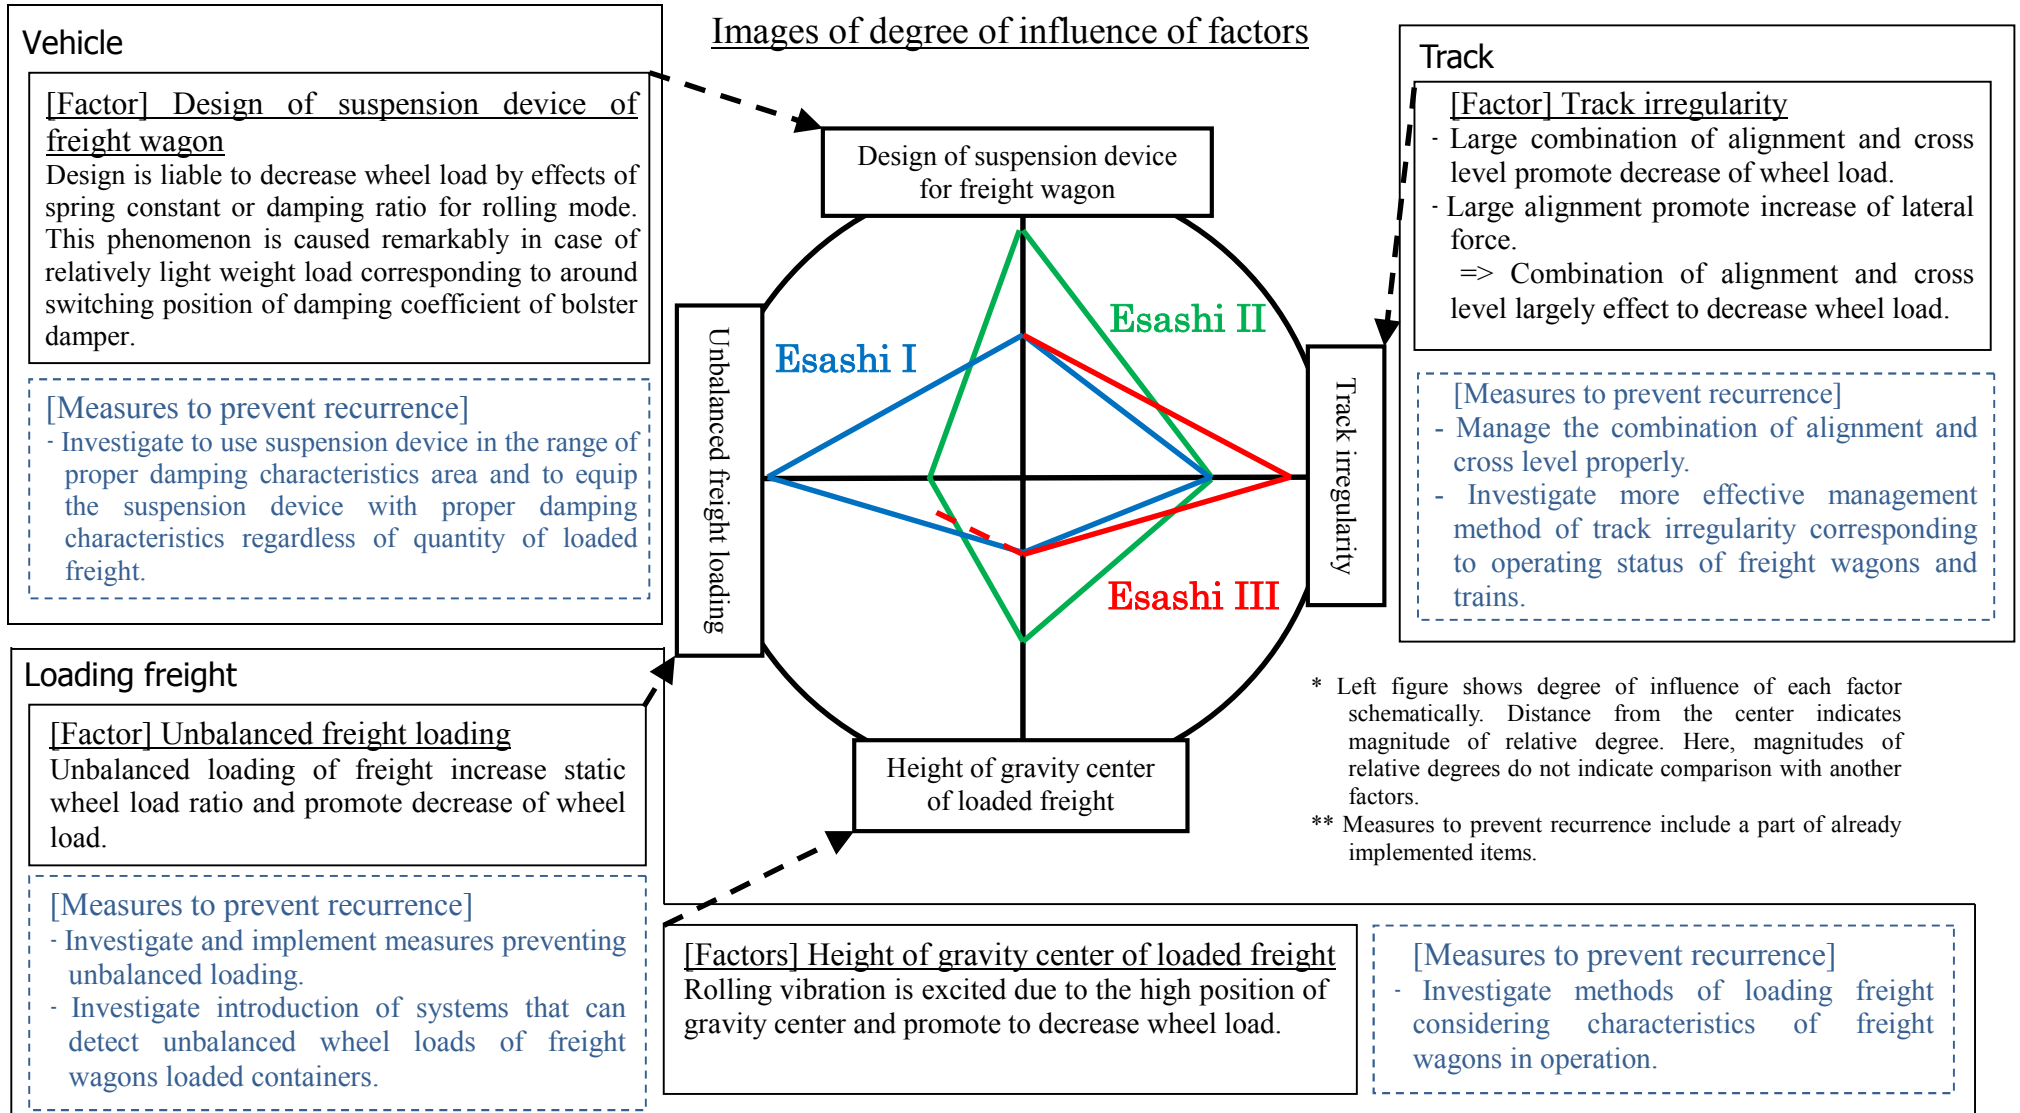 Images of degree of influence of factors
Vehicle
[Factor] Design of suspension device of
freight wagon
Design is liable to decrease wheel load by effects of
spring constant or damping ratio for rolling mode.
This phenomenon is caused remarkably in case of
relatively light weight load corresponding to around
switching position of damping coefficient of bolster
damper.
[Measures to prevent recurrence]
- Investigate to use suspension device in the range of
proper damping characteristics area and to equip
the suspension device with proper damping
characteristics regardless of quantity of loaded
freight.
Design of suspension device
for freight wagon
Unbalanced freight loading
Track irregularity
Height of gravity center
of loaded freight
Esashi I
Esashi II
Esashi III
Track
[Factor] Track irregularity
- Large combination of alignment and cross
level promote decrease of wheel load.
- Large alignment promote increase of lateral
force.
=> Combination of alignment and cross
level largely effect to decrease wheel load.
[Measures to prevent recurrence]
- Manage the combination of alignment and
cross level properly.
- Investigate more effective management
method of track irregularity corresponding
to operating status of freight wagons and
trains.
* Left figure shows degree of influence of each factor
schematically. Distance from the center indicates
magnitude of relative degree. Here, magnitudes of
relative degrees do not indicate comparison with another
factors.
** Measures to prevent recurrence include a part of already
implemented items.
Loading freight
[Factor] Unbalanced freight loading
Unbalanced loading of freight increase static
wheel load ratio and promote decrease of wheel
load.
[Measures to prevent recurrence]
- Investigate and implement measures preventing
unbalanced loading.
- Investigate introduction of systems that can
detect unbalanced wheel loads of freight
wagons loaded containers.
[Factors] Height of gravity center of loaded freight
Rolling vibration is excited due to the high position of
gravity center and promote to decrease wheel load.
[Measures to prevent recurrence]
- Investigate methods of loading freight
considering characteristics of freight
wagons in operation.